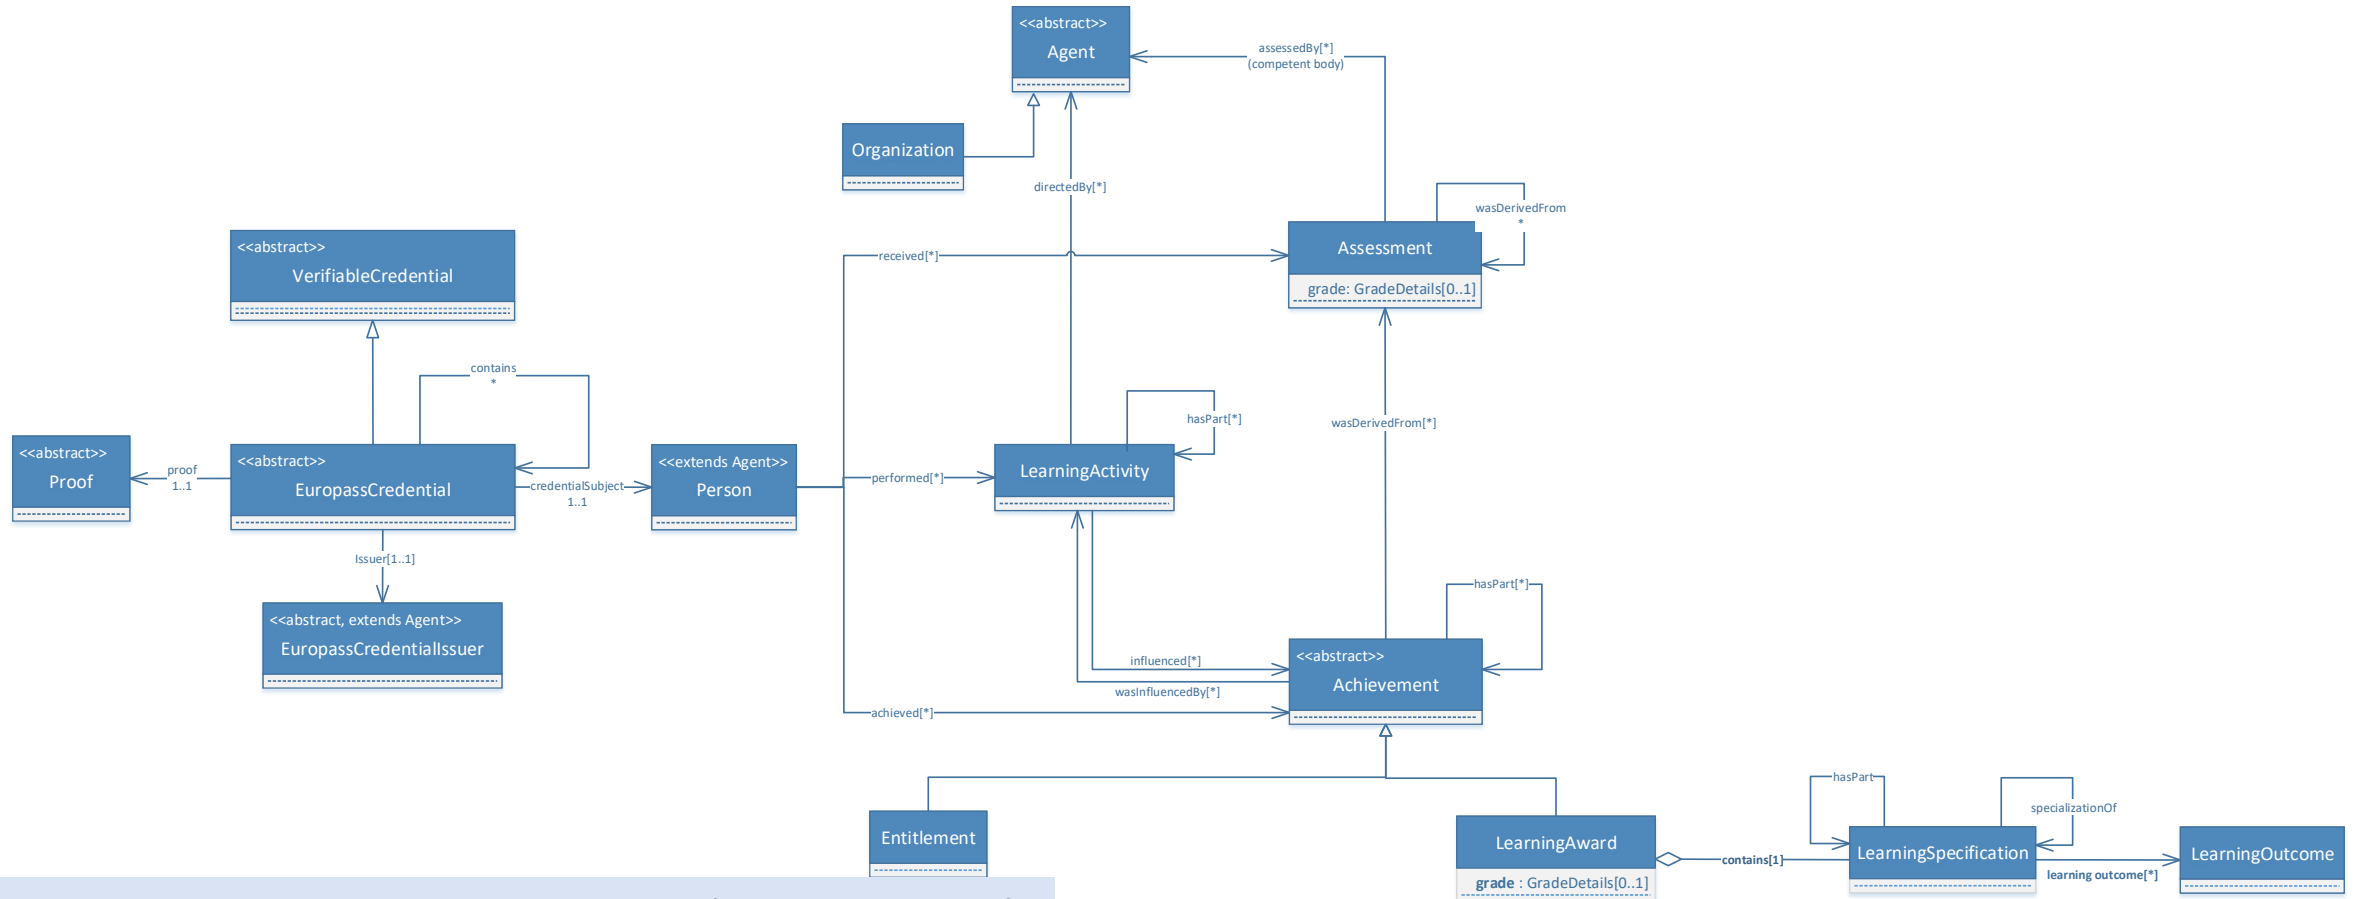 <<abstract>>
Agent
assessedBy[*]
(competent body)
Organization
directedBy[*]
wasDerivedFrom
*
<<abstract>>
VerifiableCredential
received[*]
Assessment
grade: GradeDetails[0..1]
contains
*
hasPart[*]
wasDerivedFrom[*]
<<abstract>>
Proof
proof
1..1
<<abstract>>
EuropassCredential
credentialSubject
1..1
<<extends Agent>>
Person
performed[*]
LearningActivity
Issuer[1..1]
<<abstract, extends Agent>>
EuropassCredentialIssuer
hasPart[*]
influenced[*]
wasInfluencedBy[*]
achieved[*]
<<abstract>>
Achievement
Entitlement
LearningAward
grade : GradeDetails[0..1]
contains[1]
hasPart
specializationOf
LearningSpecification
learning outcome[*]
LearningOutcome